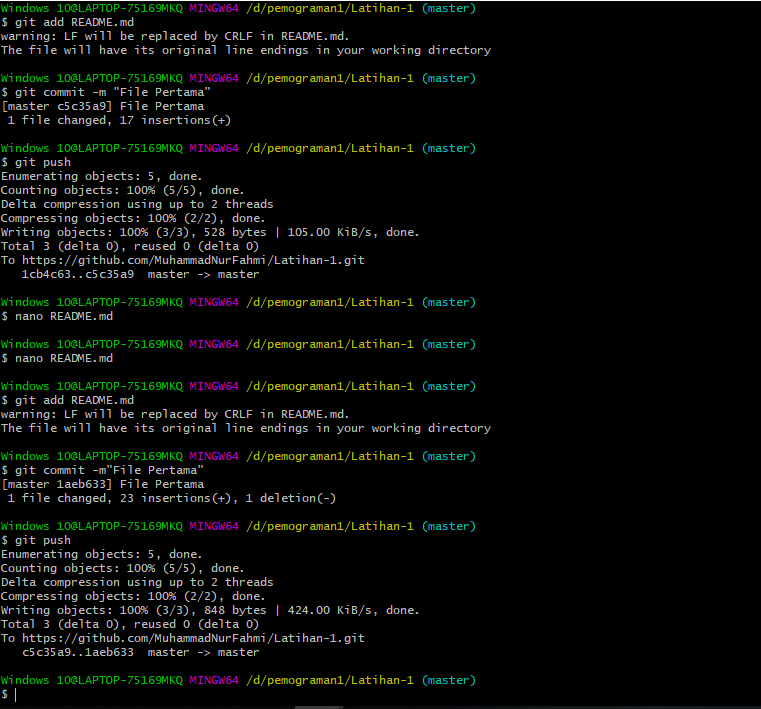 Windows 10@LAPTOP-75169MKQ MINGW64 /d/pemograman1/Latihan-1 (master)
$ git add README.md
warning: LF will be replaced by CRLF in README.md.
The file will have its original line endings in your working directory
Windows 10@LAPTOP-75169MKQ MINGW64 /d/pemograman1/Latihan-1 (master)
$ git commit -m "File Pertama"
[master c5c35a9] File Pertama
1 file changed, 17 insertions(+)
Windows 10@LAPTOP-75169MKQ MINGW64 /d/pemograman1/Latihan-1 (master)
$ git push
Enumerating objects: 5, done.
Counting objects: 100% (5/5), done.
Delta compression using up to 2 threads
Compressing objects: 100% (2/2), done.
Writing objects: 100% (3/3), 528 bytes | 105.00 KiB/s, done.
Total 3 (delta 0), reused 0 (delta 0)
To https://github.com/MuhammadNurFahmi/Latihan-1.git
1cb4c63..c5c35a9  master -> master
Windows 10@LAPTOP-75169MKQ MINGW64 /d/pemograman1/Latihan-1 (master)
$ nano README.md
Windows 10@LAPTOP-75169MKQ MINGW64 /d/pemograman1/Latihan-1 (master)
$ nano README.md
Windows 10@LAPTOP-75169MKQ MINGW64 /d/pemograman1/Latihan-1 (master)
$ git add README.md
warning: LF will be replaced by CRLF in README.md.
The file will have its original line endings in your working directory
Windows 10@LAPTOP-75169MKQ MINGW64 /d/pemograman1/Latihan-1 (master)
$ git commit -m"File Pertama"
[master 1aeb633] File Pertama
1 file changed, 23 insertions(+), 1 deletion(-)
Windows 10@LAPTOP-75169MKQ MINGW64 /d/pemograman1/Latihan-1 (master)
$ git push
Enumerating objects: 5, done.
Counting objects: 100% (5/5), done.
Delta compression using up to 2 threads
Compressing objects: 100% (2/2), done.
Writing objects: 100% (3/3), 848 bytes | 424.00 KiB/s, done.
Total 3 (delta 0), reused 0 (delta 0)
To https://github.com/MuhammadNurFahmi/Latihan-1.git
c5c35a9..1aeb633  master -> master
Windows 10@LAPTOP-75169MKQ MINGW64 /d/pemograman1/Latihan-1 (master)
$